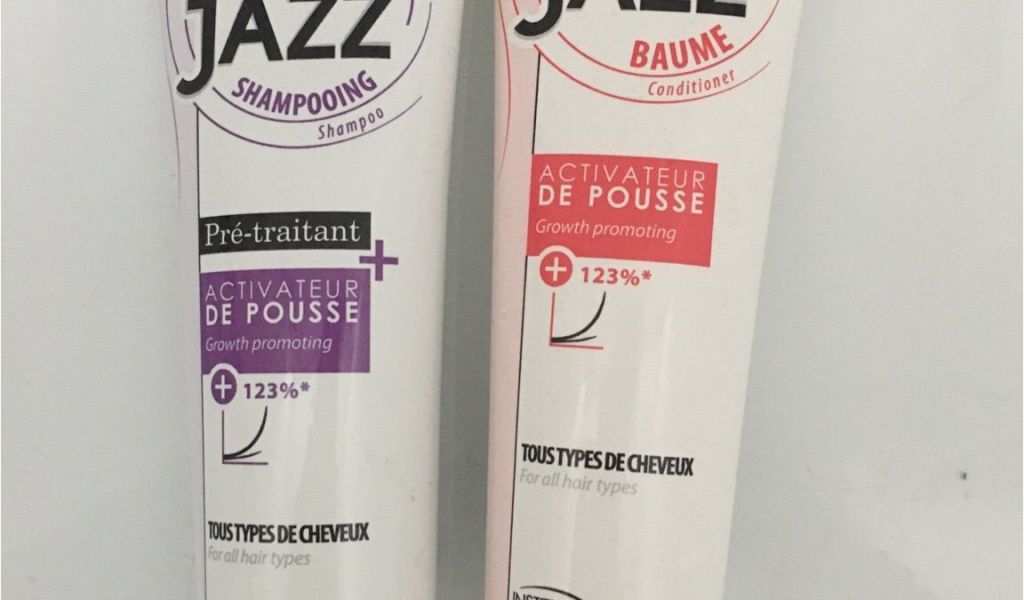 JAZZ
SHAMPOOING
Shampoo
Pré-traitant
+
ACTIVATEUR
DE POUSSE
Growth promoting
+ 123%*
TOUS TYPES DE CHEVEUX
For all hair types
JAZZ
BAUME
Conditioner
ACTIVATEUR
DE POUSSE
Growth promoting
+ 123%*
TOUS TYPES DE CHEVEUX
For all hair types